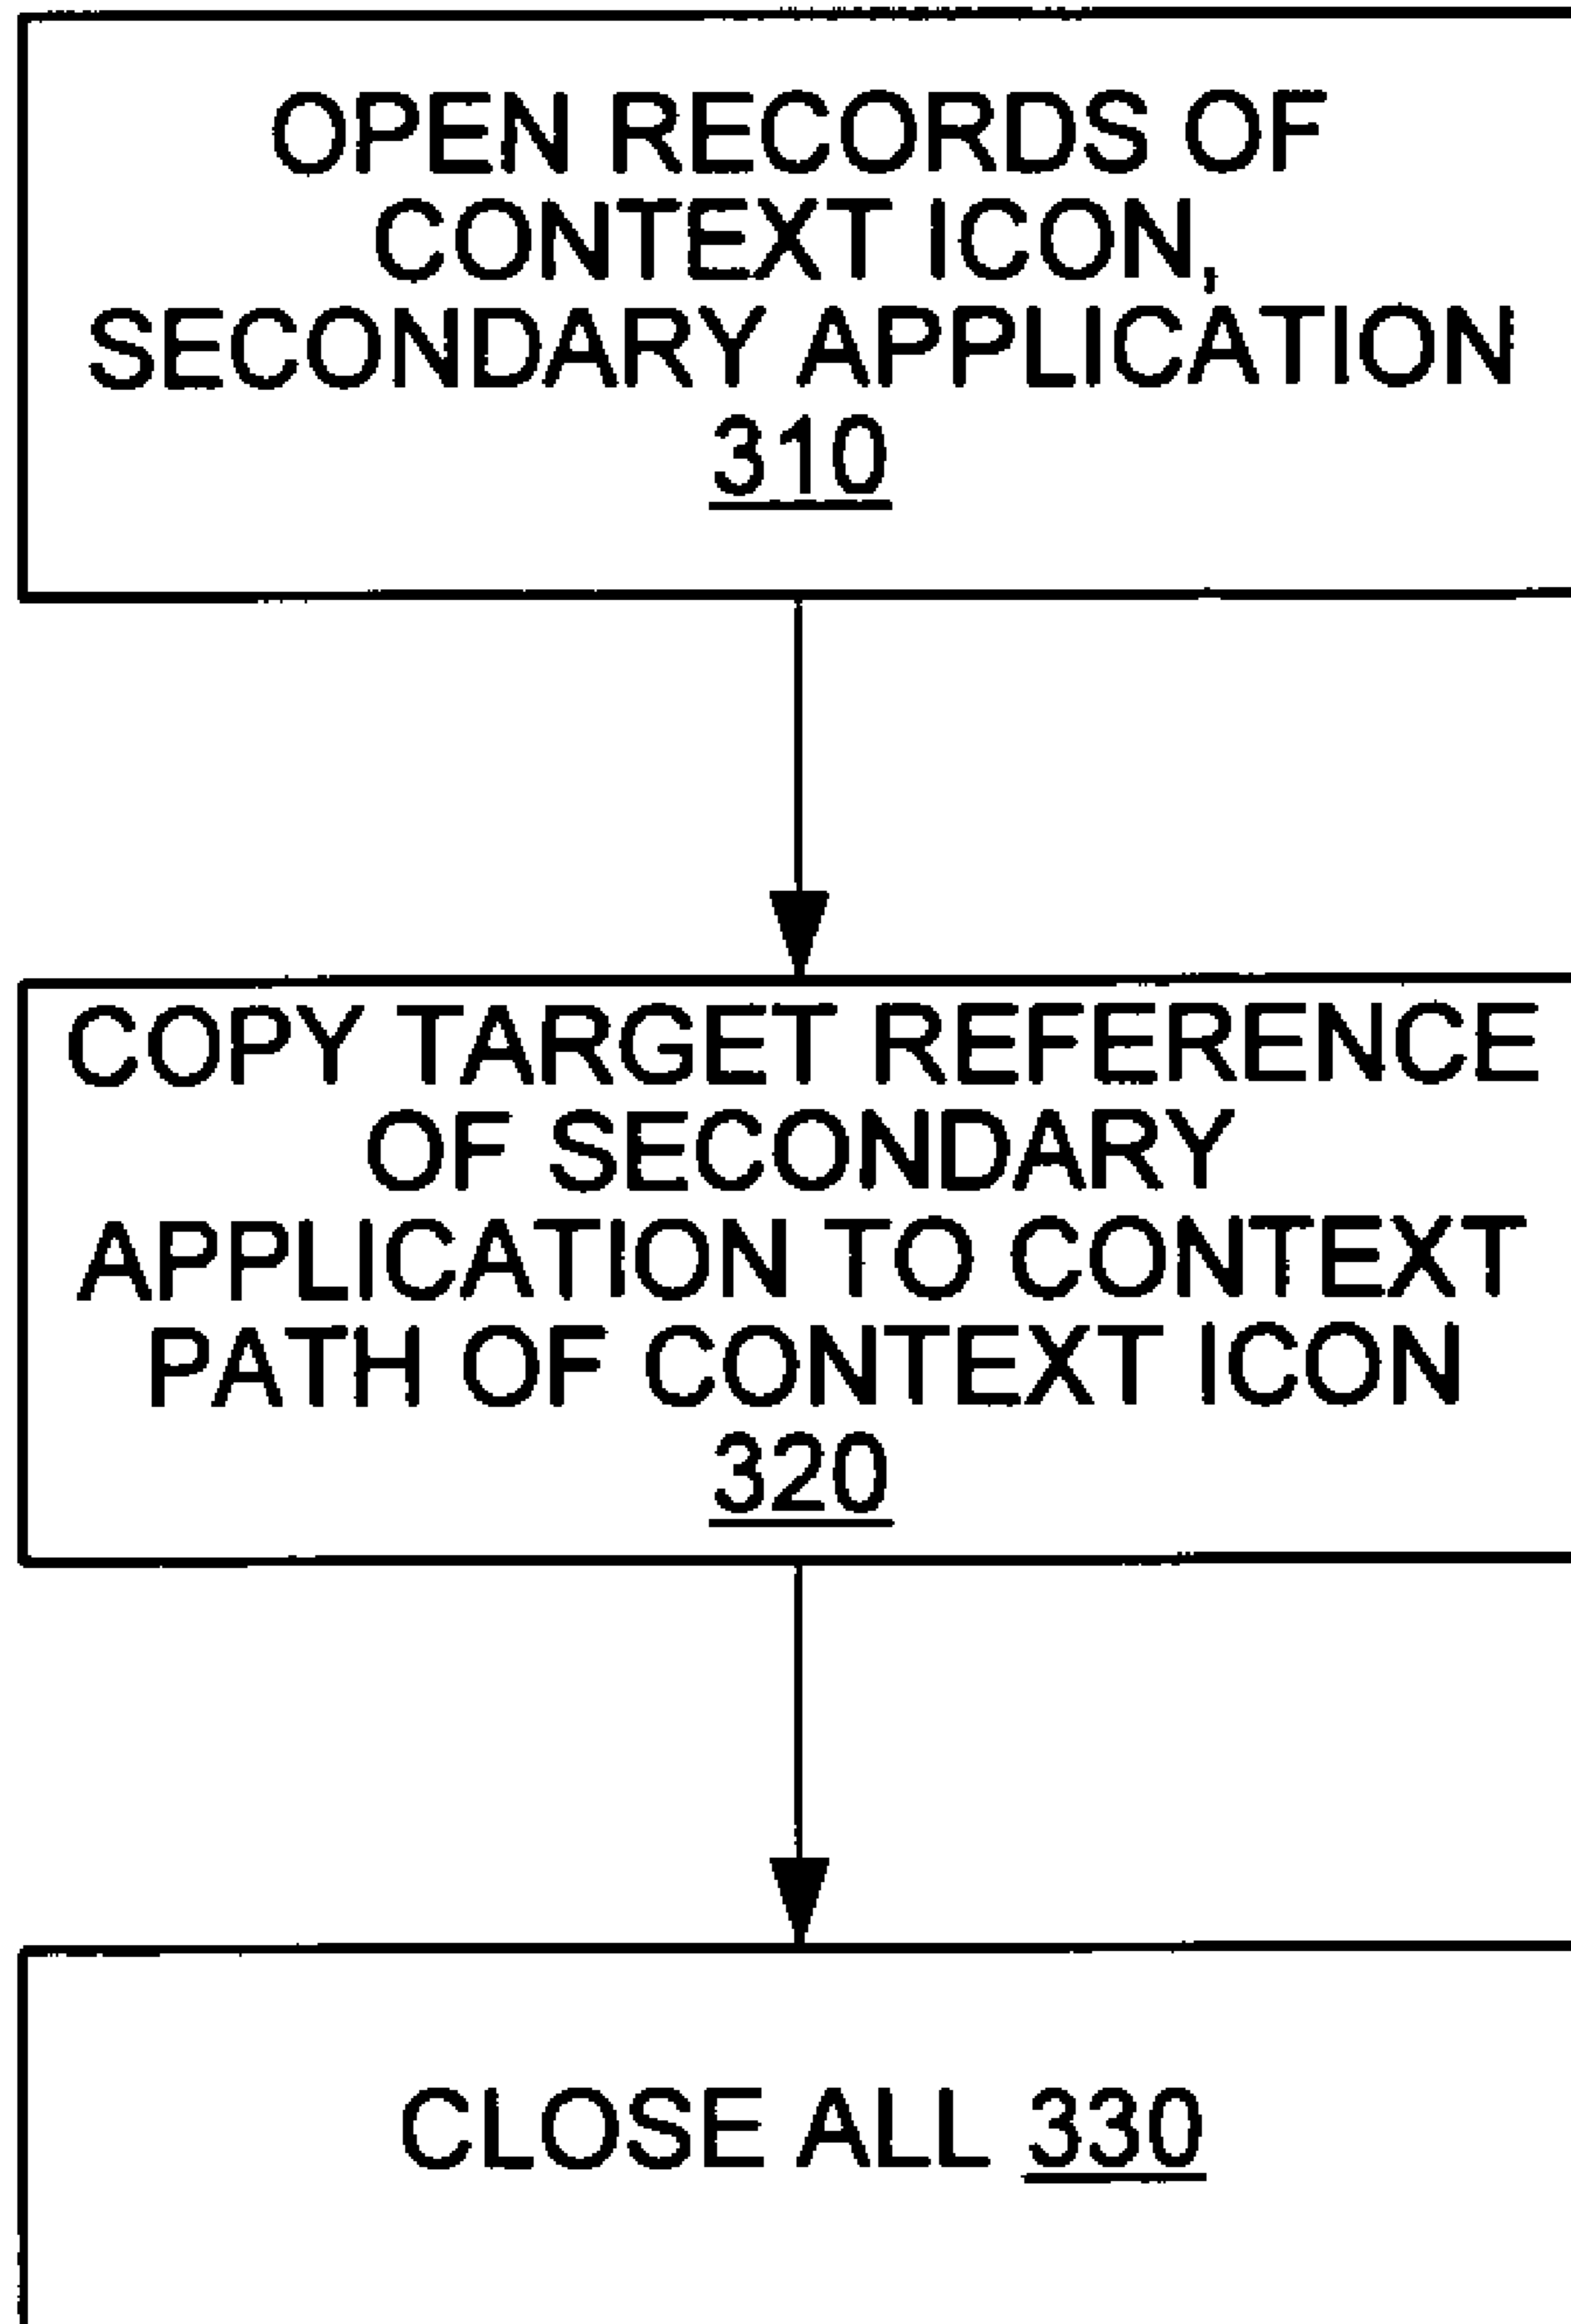 OPEN RECORDS OF
CONTEXT ICON,
SECONDARY APPLICATION
310
COPY TARGET REFERENCE
OF SECONDARY
APPLICATION TO CONTEXT
PATH OF CONTEXT ICON
320
CLOSE ALL 330